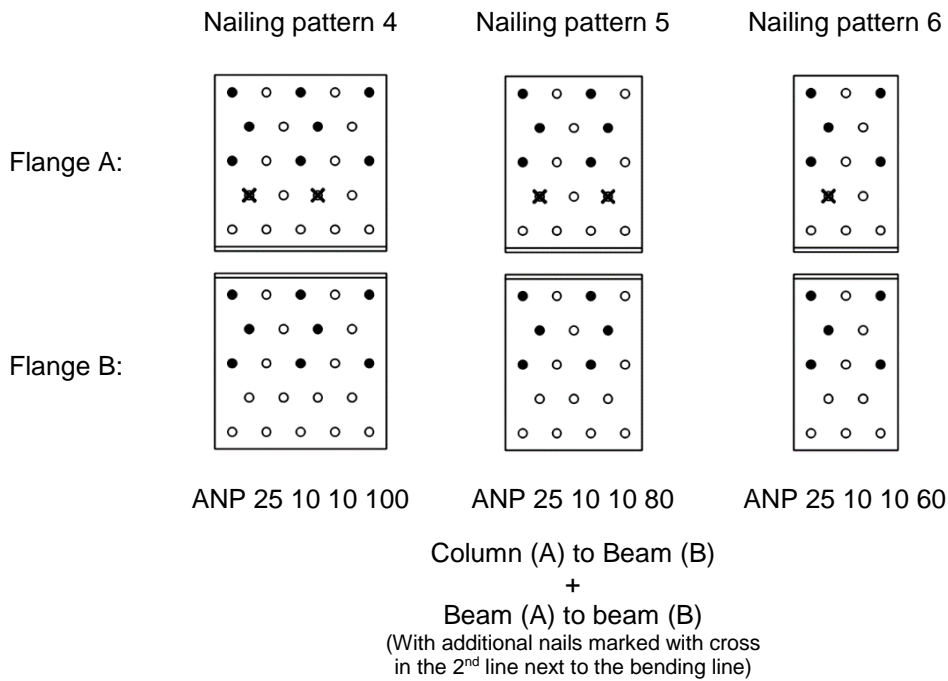 Nailing pattern 4 Nailing pattern 5 Nailing pattern 6
Flange A:
Flange B:
ANP 25 10 10 100 ANP 25 10 10 80 ANP 25 10 10 60
Column (A) to Beam (B)
+
Beam (A) to beam (B)
(With additional nails marked with cross
in the 2nd line next to the bending line)